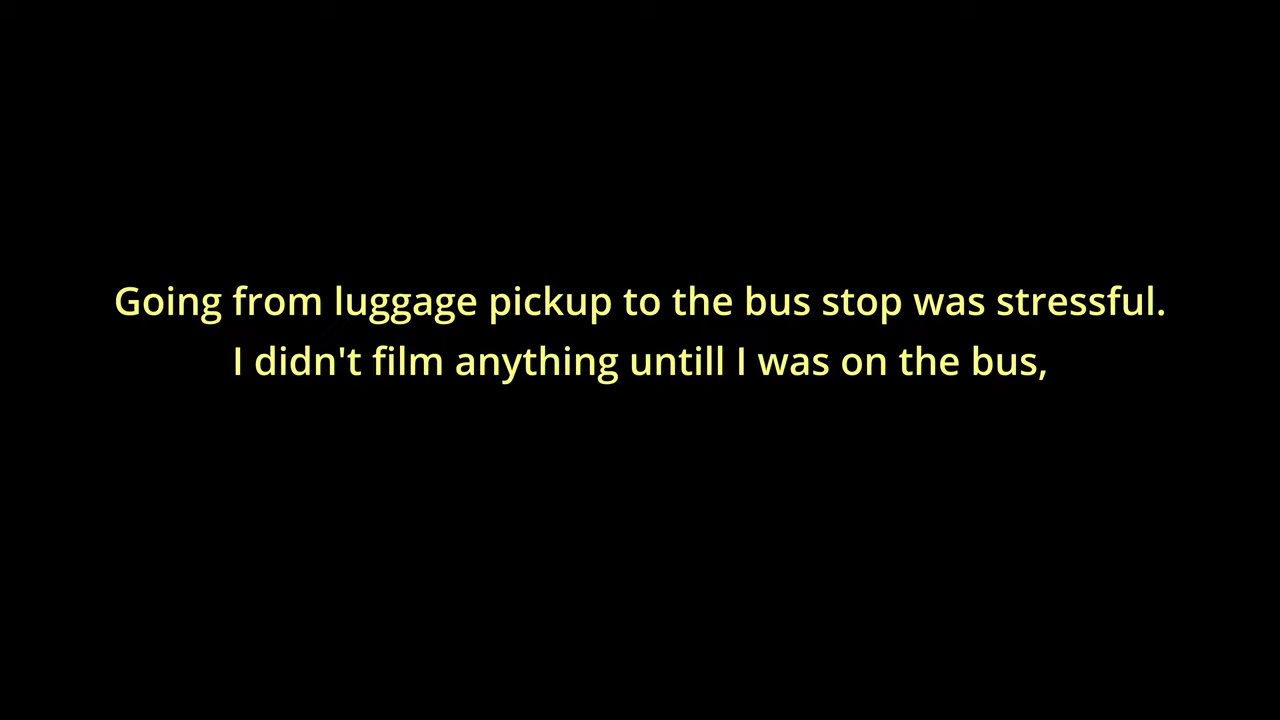 Going from luggage pickup to the bus stop was stressful.
I didn't film anything untill I was on the bus,